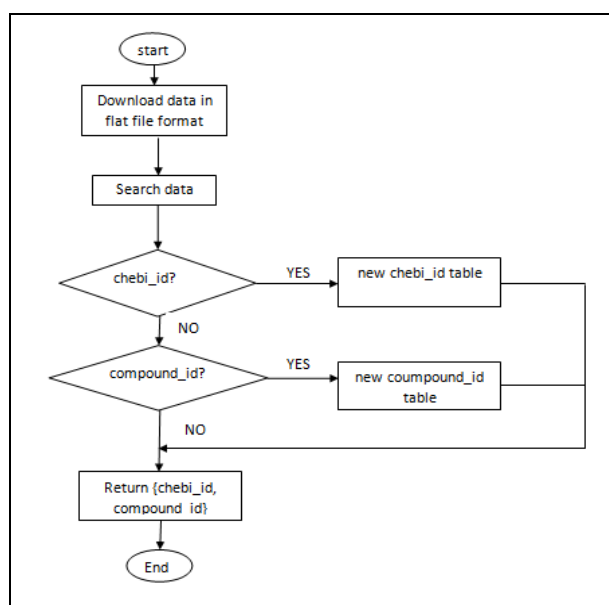 start
Download data in
flat file format
Search data
chebi_id?
YES
new chebi_id table
NO
compound_id?
YES
new coumpound_id
table
NO
Return {chebi_id,
compound_id}
End